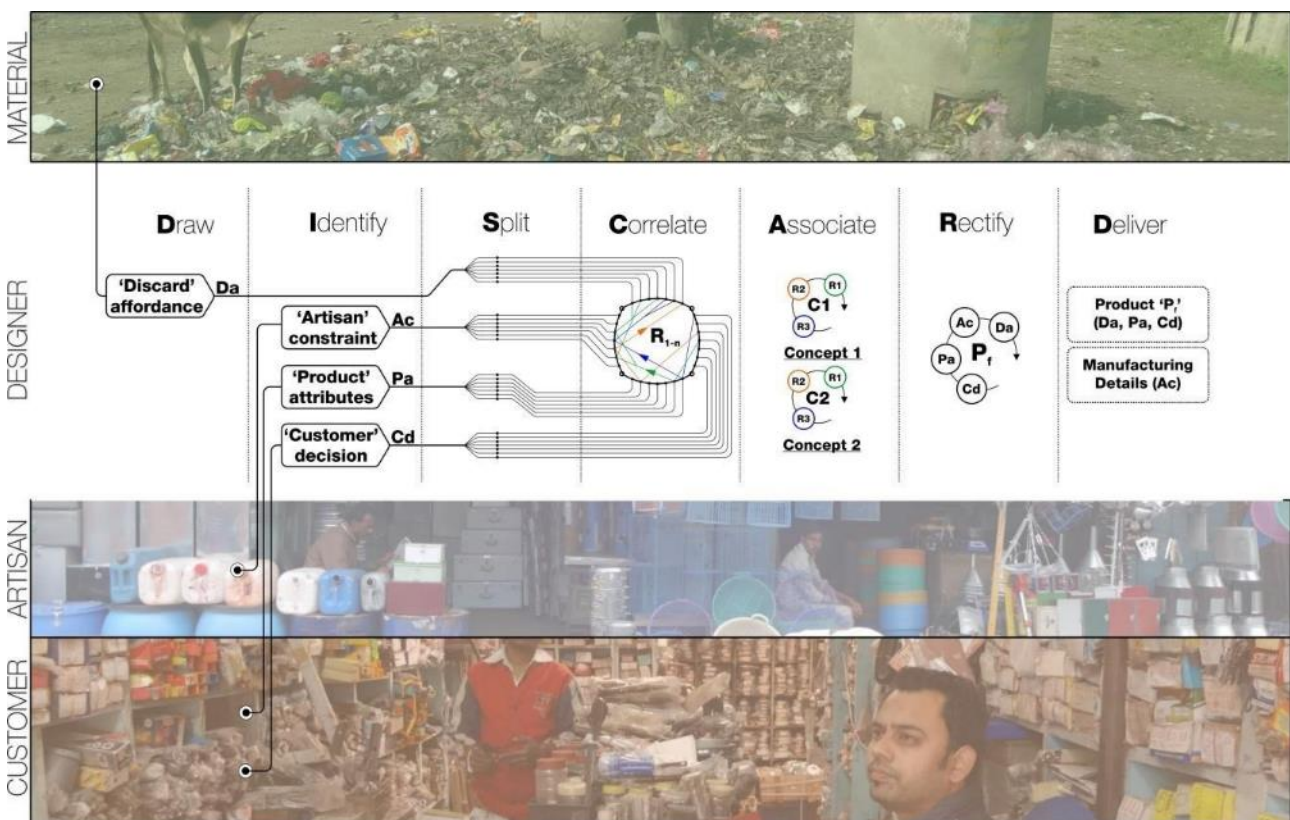 MATERIAL
DESIGNER
ARTISAN
CUSTOMER
Draw
Identify
Split
Correlate
Associate
Rectify
Deliver
'Discard'
affordance
Da
'Artisan'
constraint
Ac
'Product'
attributes
Pa
'Customer'
decision
Cd
R1-n
R2
R1
C1
R3
Concept 1
R2
R1
C2
R3
Concept 2
Ac
Da
Pa
Pf
Cd
Product 'Pf'
(Da, Pa, Cd)
Manufacturing
Details (Ac)